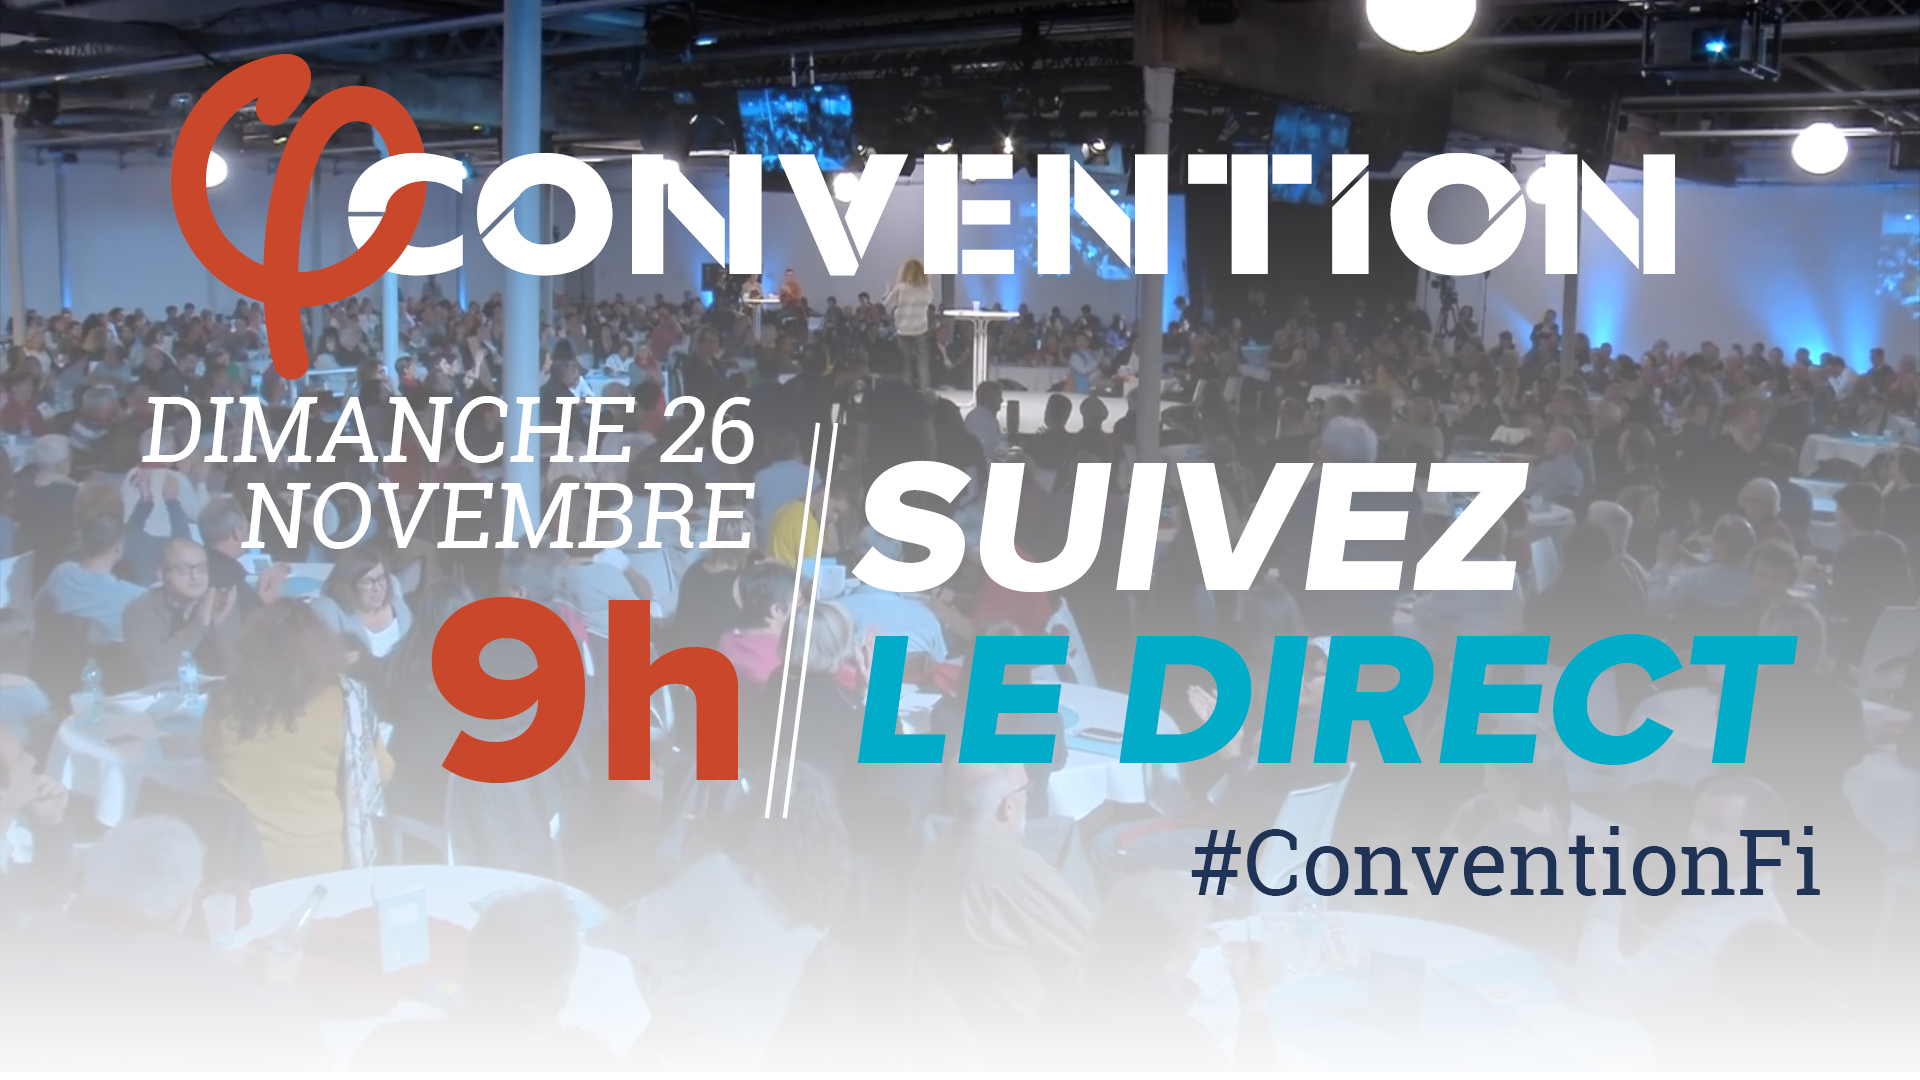 CONVENTION
DIMANCHE 26
NOVEMBRE
9h
SUIVEZ
LE DIRECT
#ConventionFi